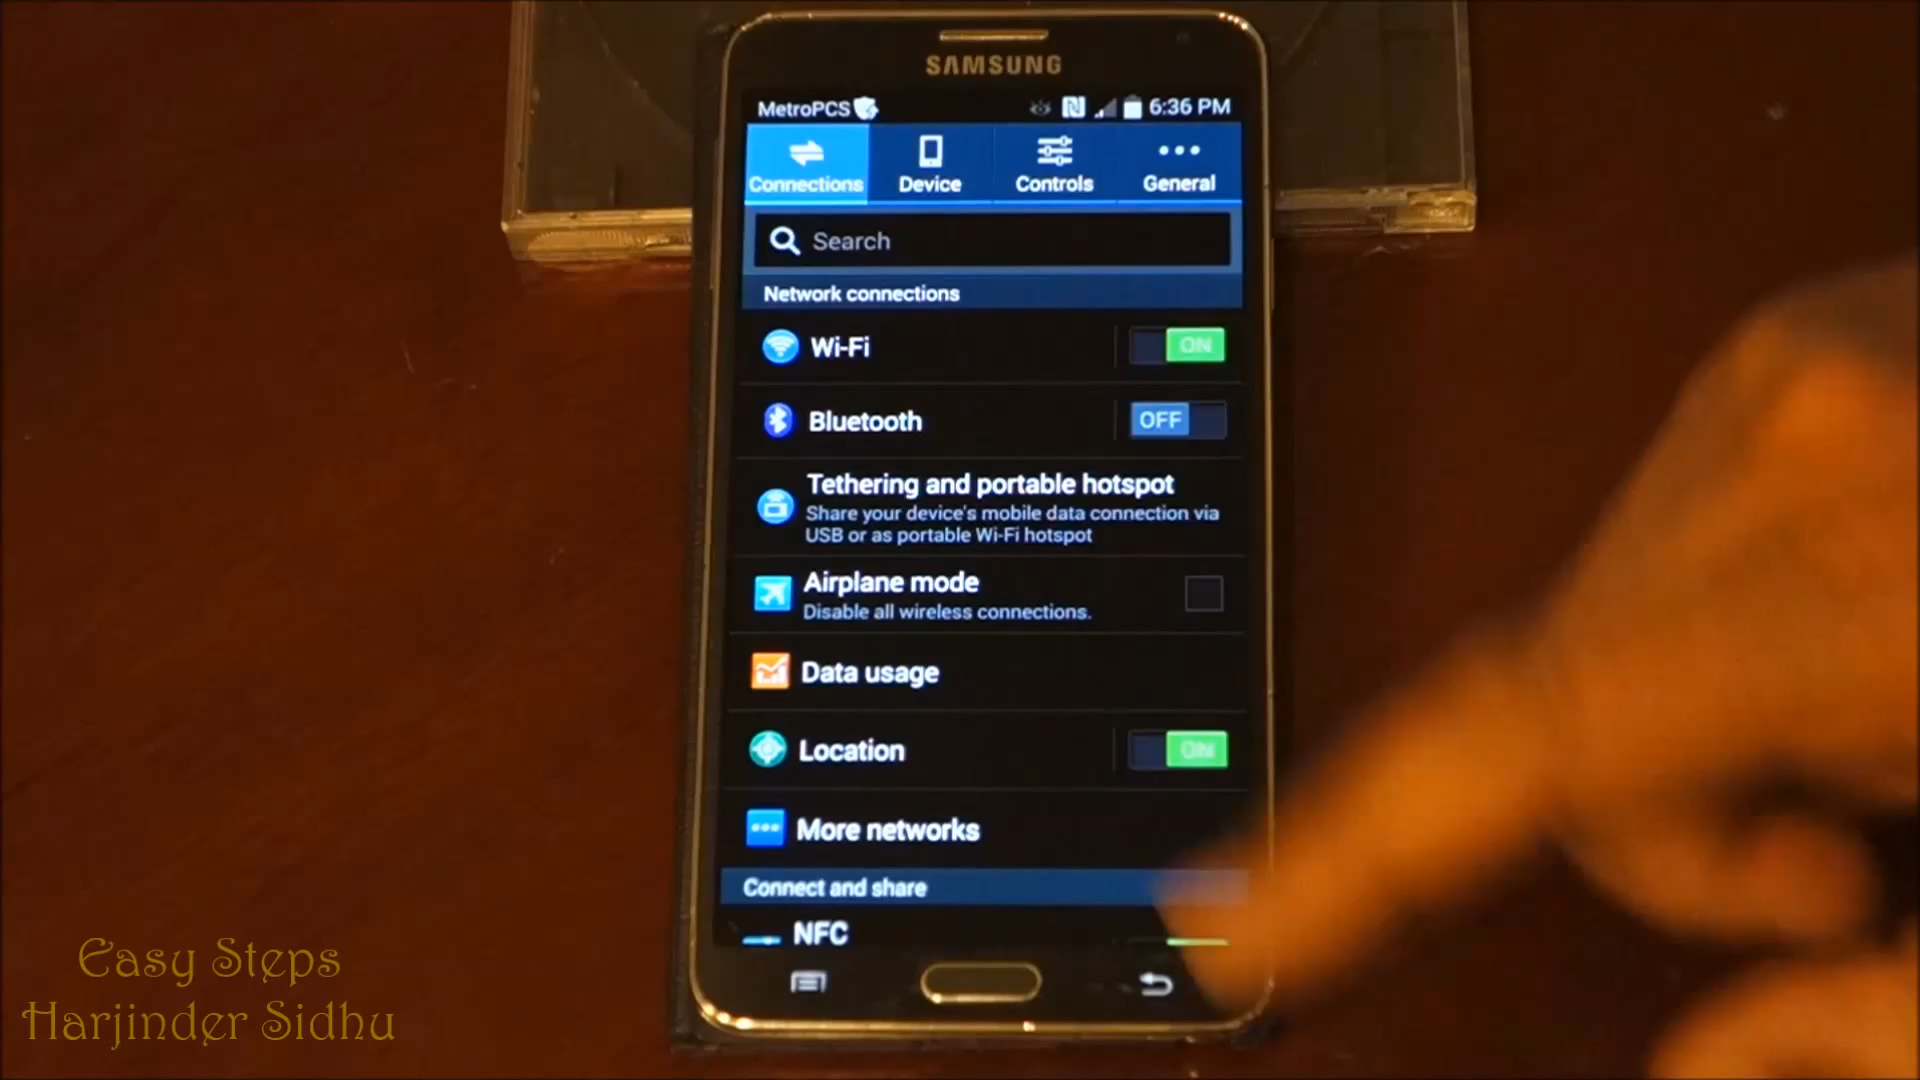 SAMSUNG
MetroPCS 6:36 PM
Connections Device Controls General
Search
Network connections
Wi-Fi ON
Bluetooth OFF
Tethering and portable hotspot
Share your device's mobile data connection via
USB or as portable Wi-Fi hotspot
Airplane mode
Disable all wireless connections.
Data usage
Location ON
More networks
Connect and share
NFC
Easy Steps
Harjinder Sidhu